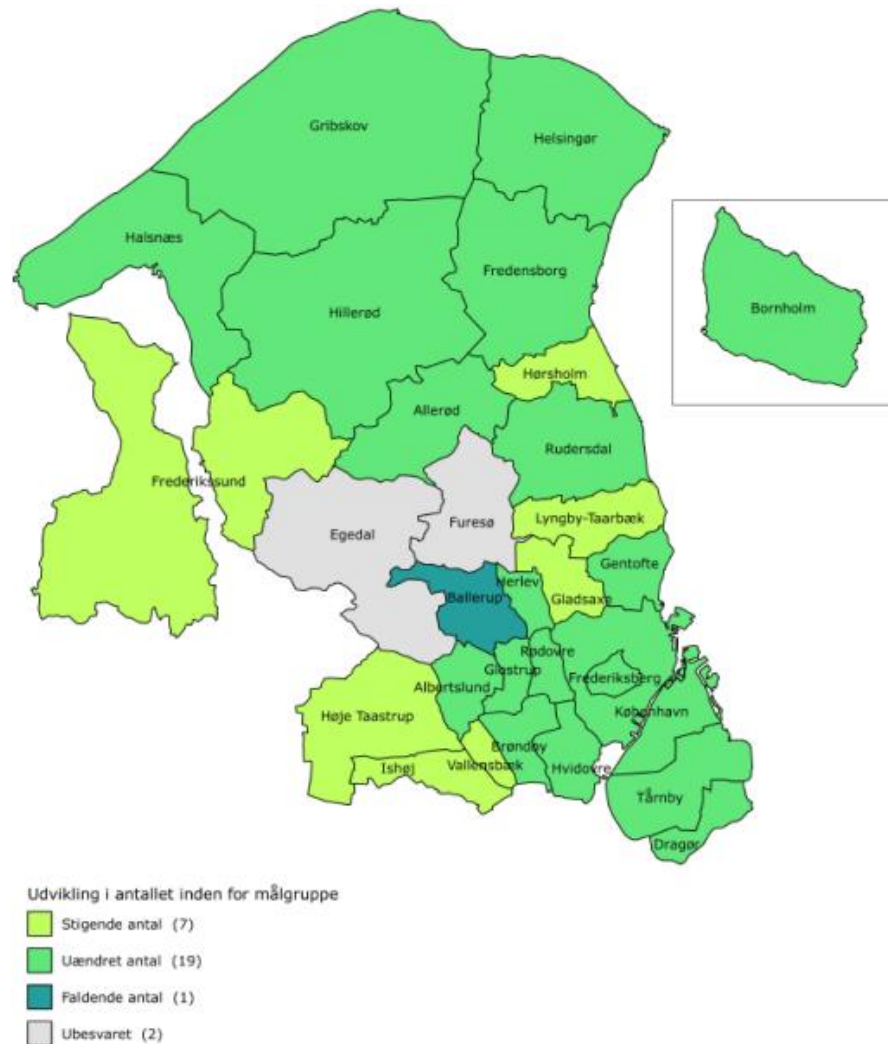 Gribskov
Helsingør
Halsnæs
Fredensborg
Hillerød
Bornholm
Hørsholm
Allerød
Rudersdal
Frederikssund
Egedal
Furesø
Lyngby-Taarbæk
Gentofte
Herlev
Ballerup
Gladsaxe
Rødovre
Glostrup
Frederiksberg
Albertslund
København
Høje Taastrup
Brøndby
Ishøj
Vallensbæk
Hvidovre
Tårnby
Dragør
Udvikling i antallet inden for målgruppe
Stigende antal (7)
Uændret antal (19)
Faldende antal (1)
Ubesvaret (2)